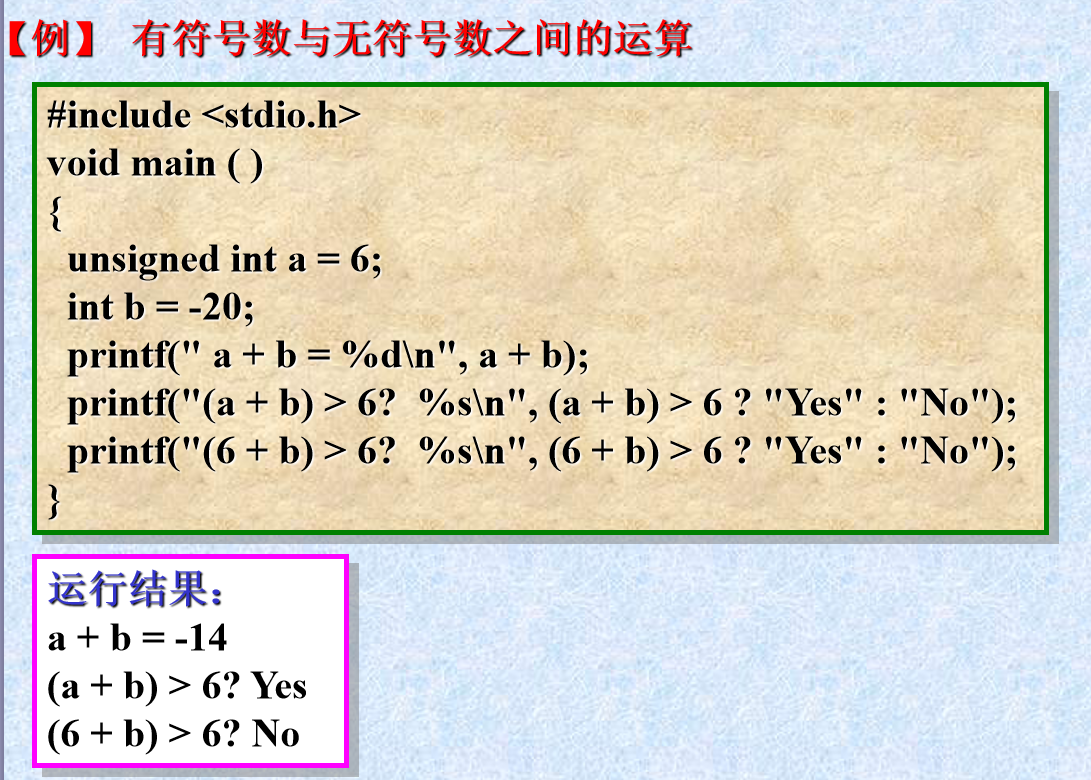 【例】 有符号数与无符号数之间的运算
#include <stdio.h>
void main ( )
{
unsigned int a = 6;
int b = -20;
printf(" a + b = %d\n", a + b);
printf("(a + b) > 6?  %s\n", (a + b) > 6 ? "Yes" : "No");
printf("(6 + b) > 6?  %s\n", (6 + b) > 6 ? "Yes" : "No");
}
运行结果：
a + b = -14
(a + b) > 6? Yes
(6 + b) > 6? No